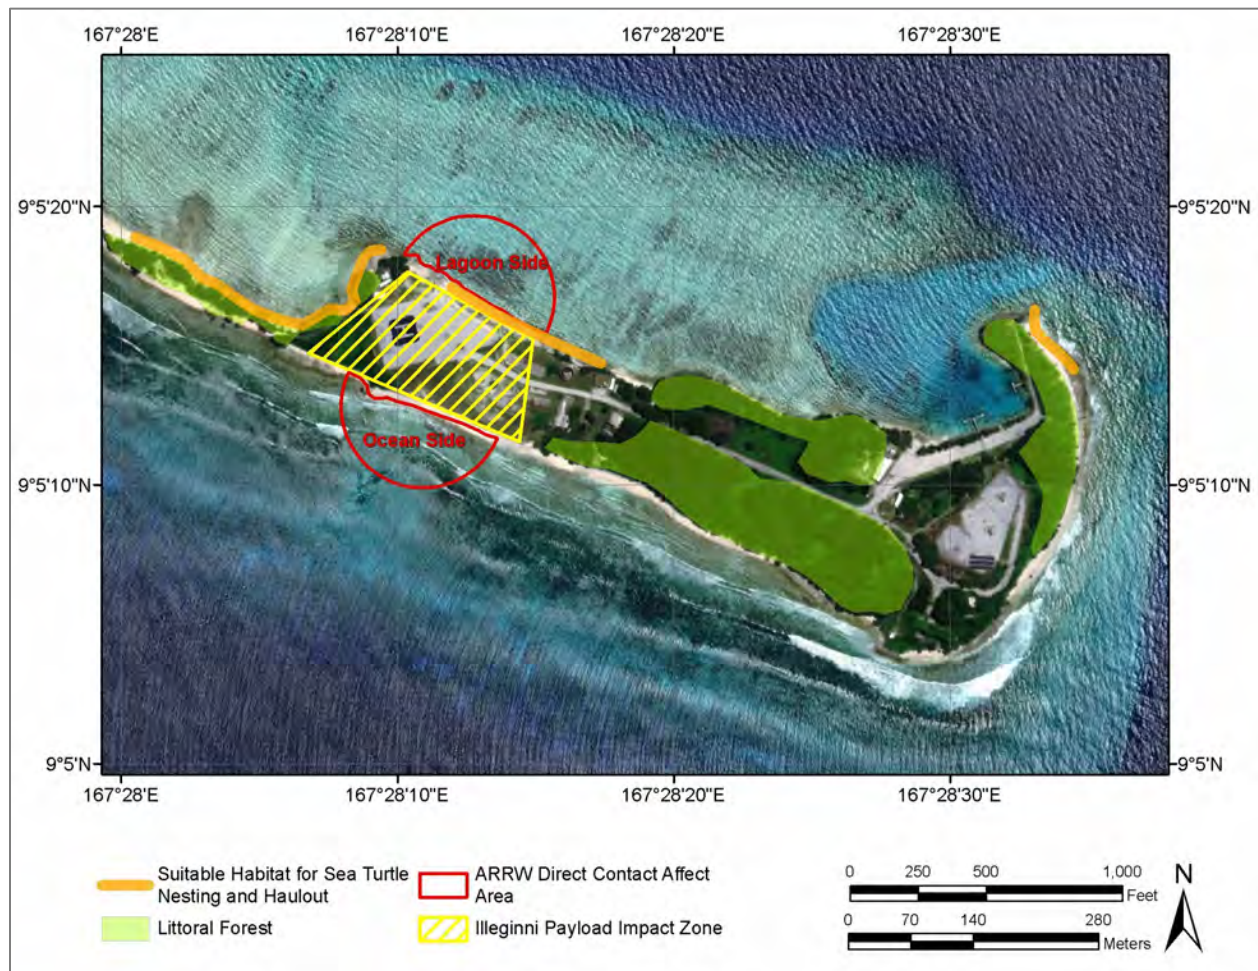 167°28'E 167°28'10"E 167°28'20"E 167°28'30"E
9°5'20"N 9°5'20"N
Lagoon Side
Ocean Side
9°5'10"N 9°5'10"N
9°5'N 9°5'N
167°28'E 167°28'10"E 167°28'20"E 167°28'30"E
Suitable Habitat for Sea Turtle
Nesting and Haulout
Littoral Forest
ARRW Direct Contact Affect
Area
Illeginni Payload Impact Zone
0 250 500 1,000
Feet
0 70 140 280
Meters
N